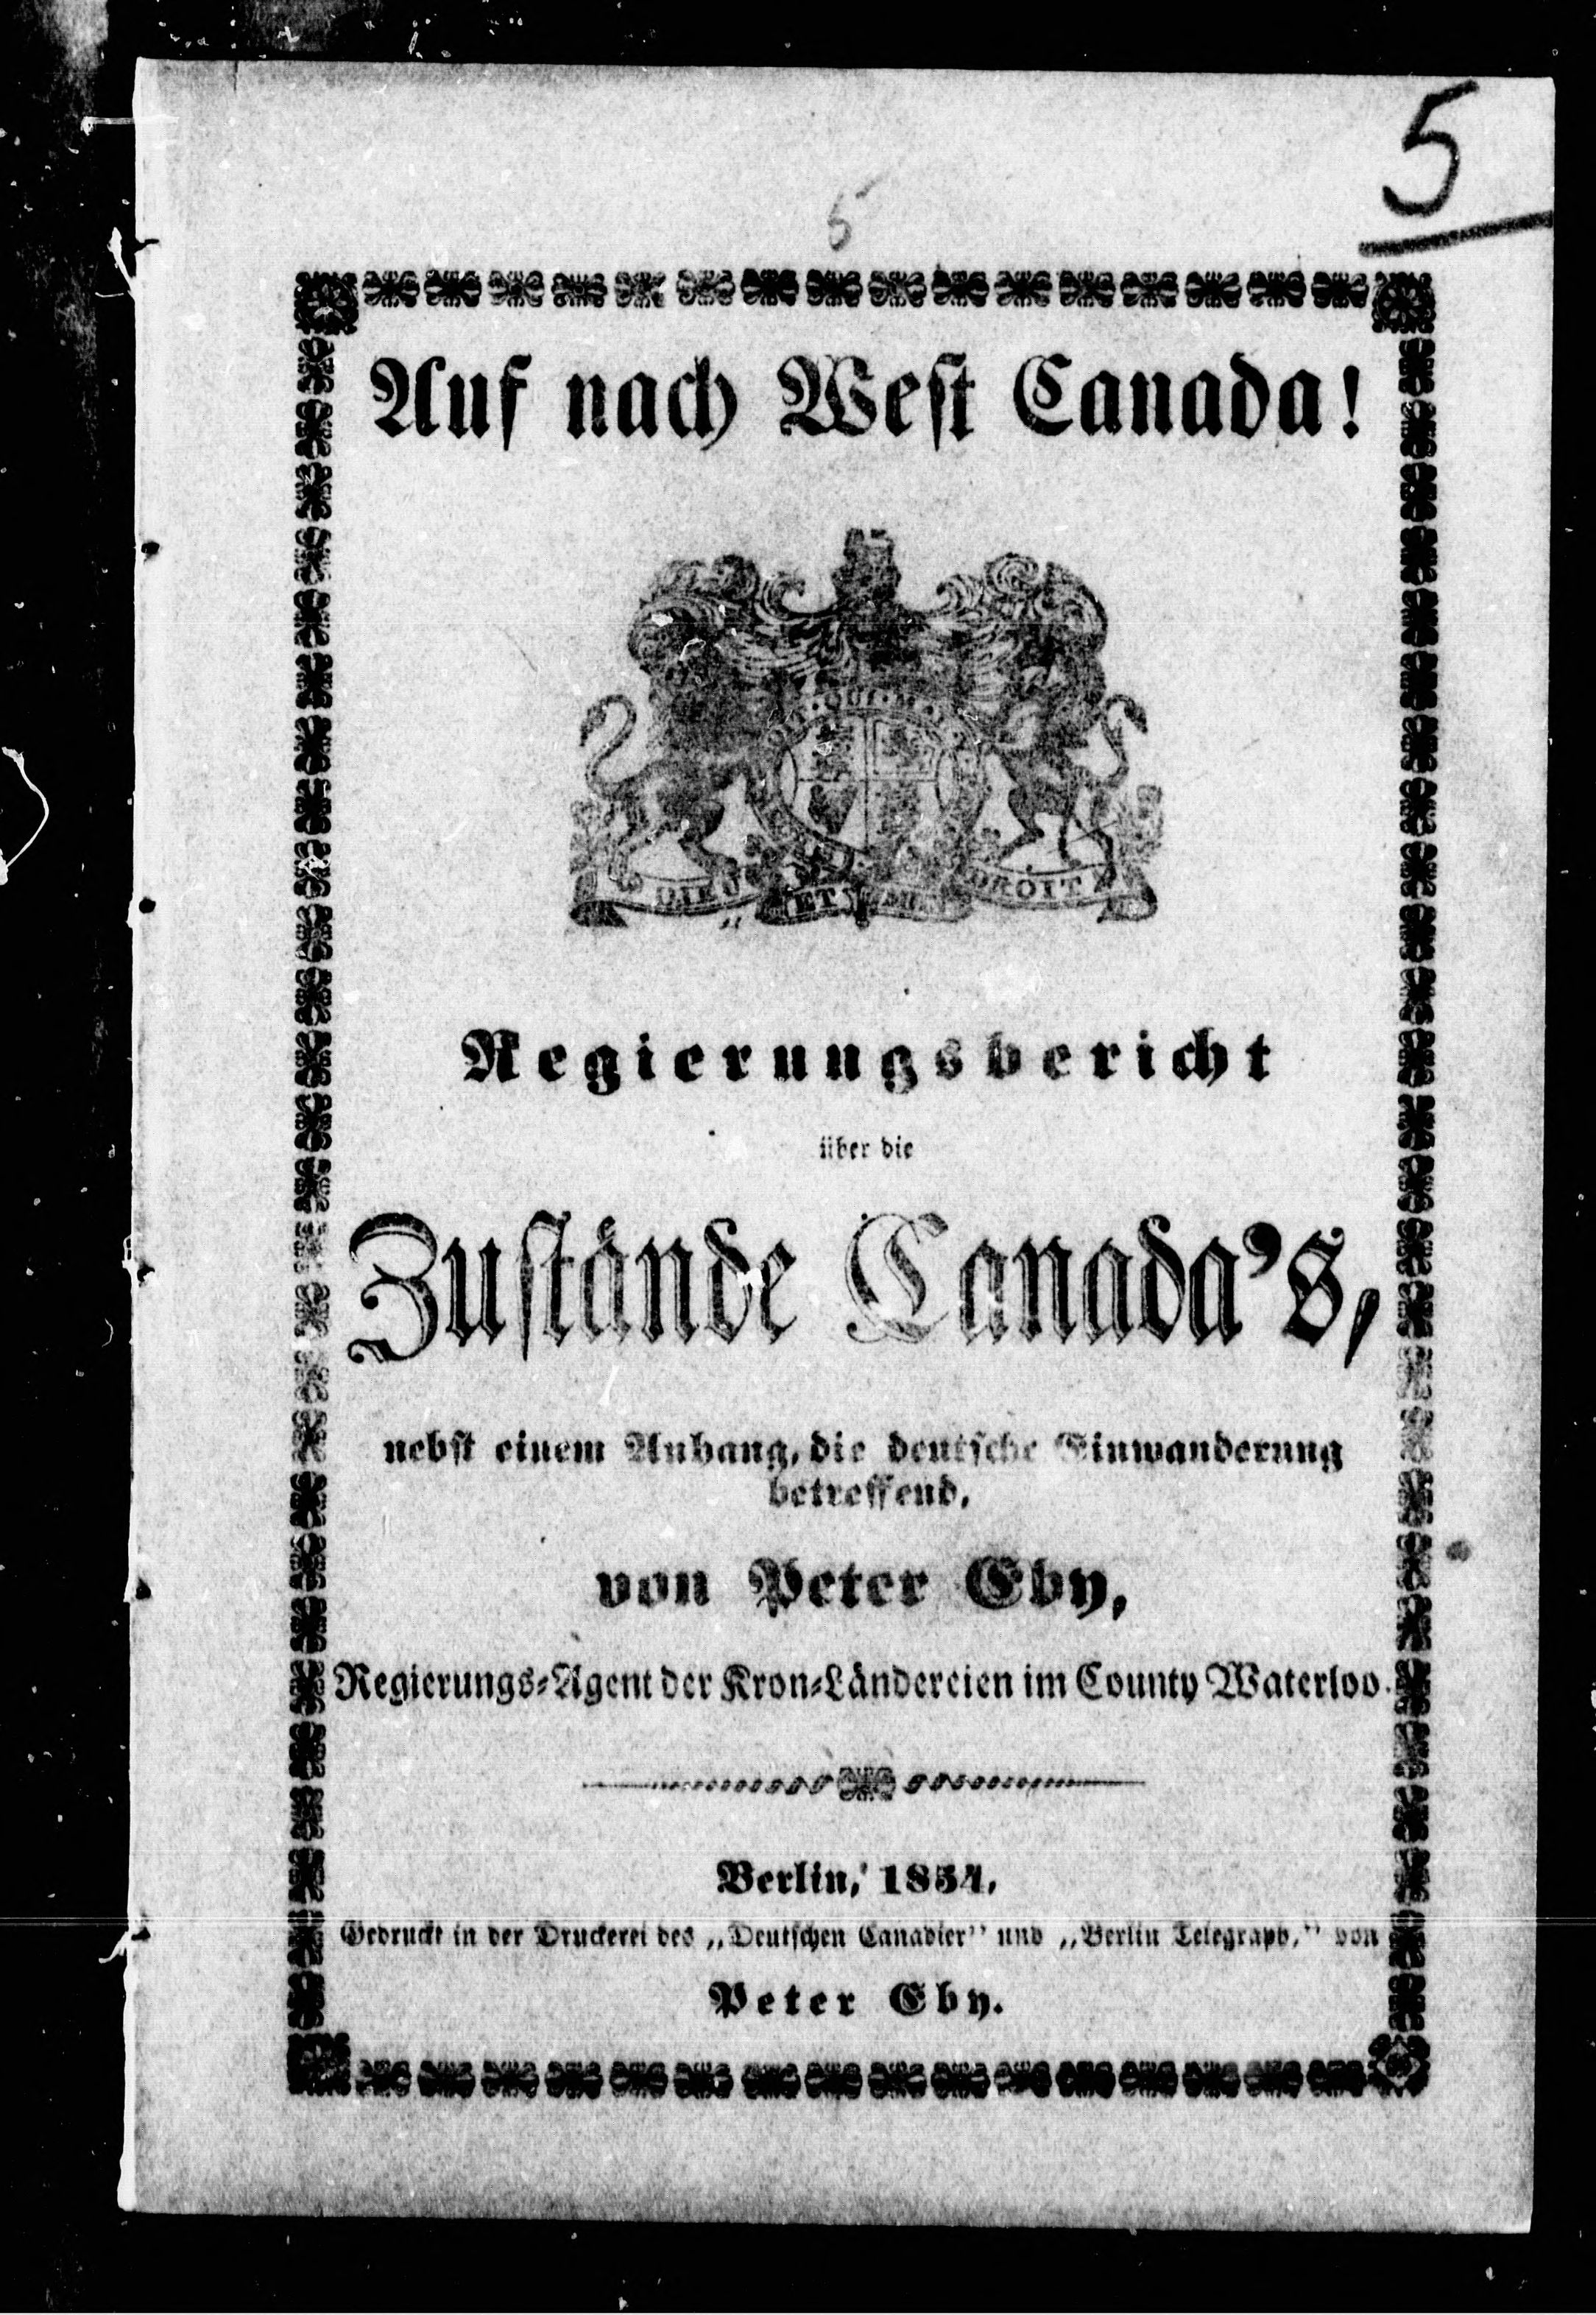 5
5
Auf nach West Canada!
QUI
DIEU ET MON DROIT
Regierungsbericht
über die
Zustände Canada's,
nebst einem Anhang, die deutsche Einwanderung
betreffend,
von Peter Eby,
Regierungs-Agent der Kron-Ländereien im County Waterloo.
Berlin, 1854,
Gedruckt in der Druckerei des „Deutschen Canadier" und „Berlin Telegraph," von
Peter Eby.